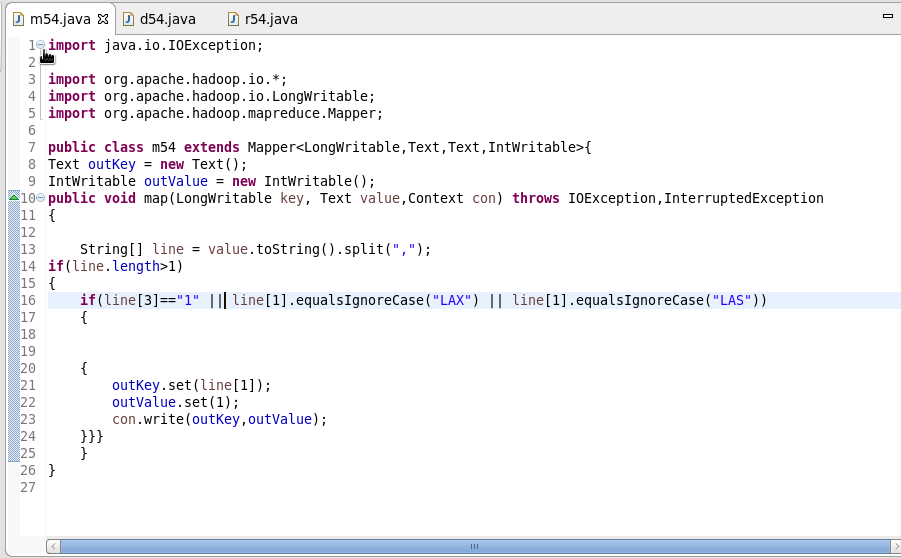 m54.java d54.java r54.java
1 import java.io.IOException;
2
3 import org.apache.hadoop.io.*;
4 import org.apache.hadoop.io.LongWritable;
5 import org.apache.hadoop.mapreduce.Mapper;
6
7 public class m54 extends Mapper<LongWritable,Text,Text,IntWritable>{
8 Text outKey = new Text();
9 IntWritable outValue = new IntWritable();
10 public void map(LongWritable key, Text value,Context con) throws IOException,InterruptedException
11 {
12
13     String[] line = value.toString().split(",");
14 if(line.length>1)
15 {
16     if(line[3]=="1" || line[1].equalsIgnoreCase("LAX") || line[1].equalsIgnoreCase("LAS"))
17     {
18
19
20     {
21         outKey.set(line[1]);
22         outValue.set(1);
23         con.write(outKey,outValue);
24     }}}
25     }
26 }
27